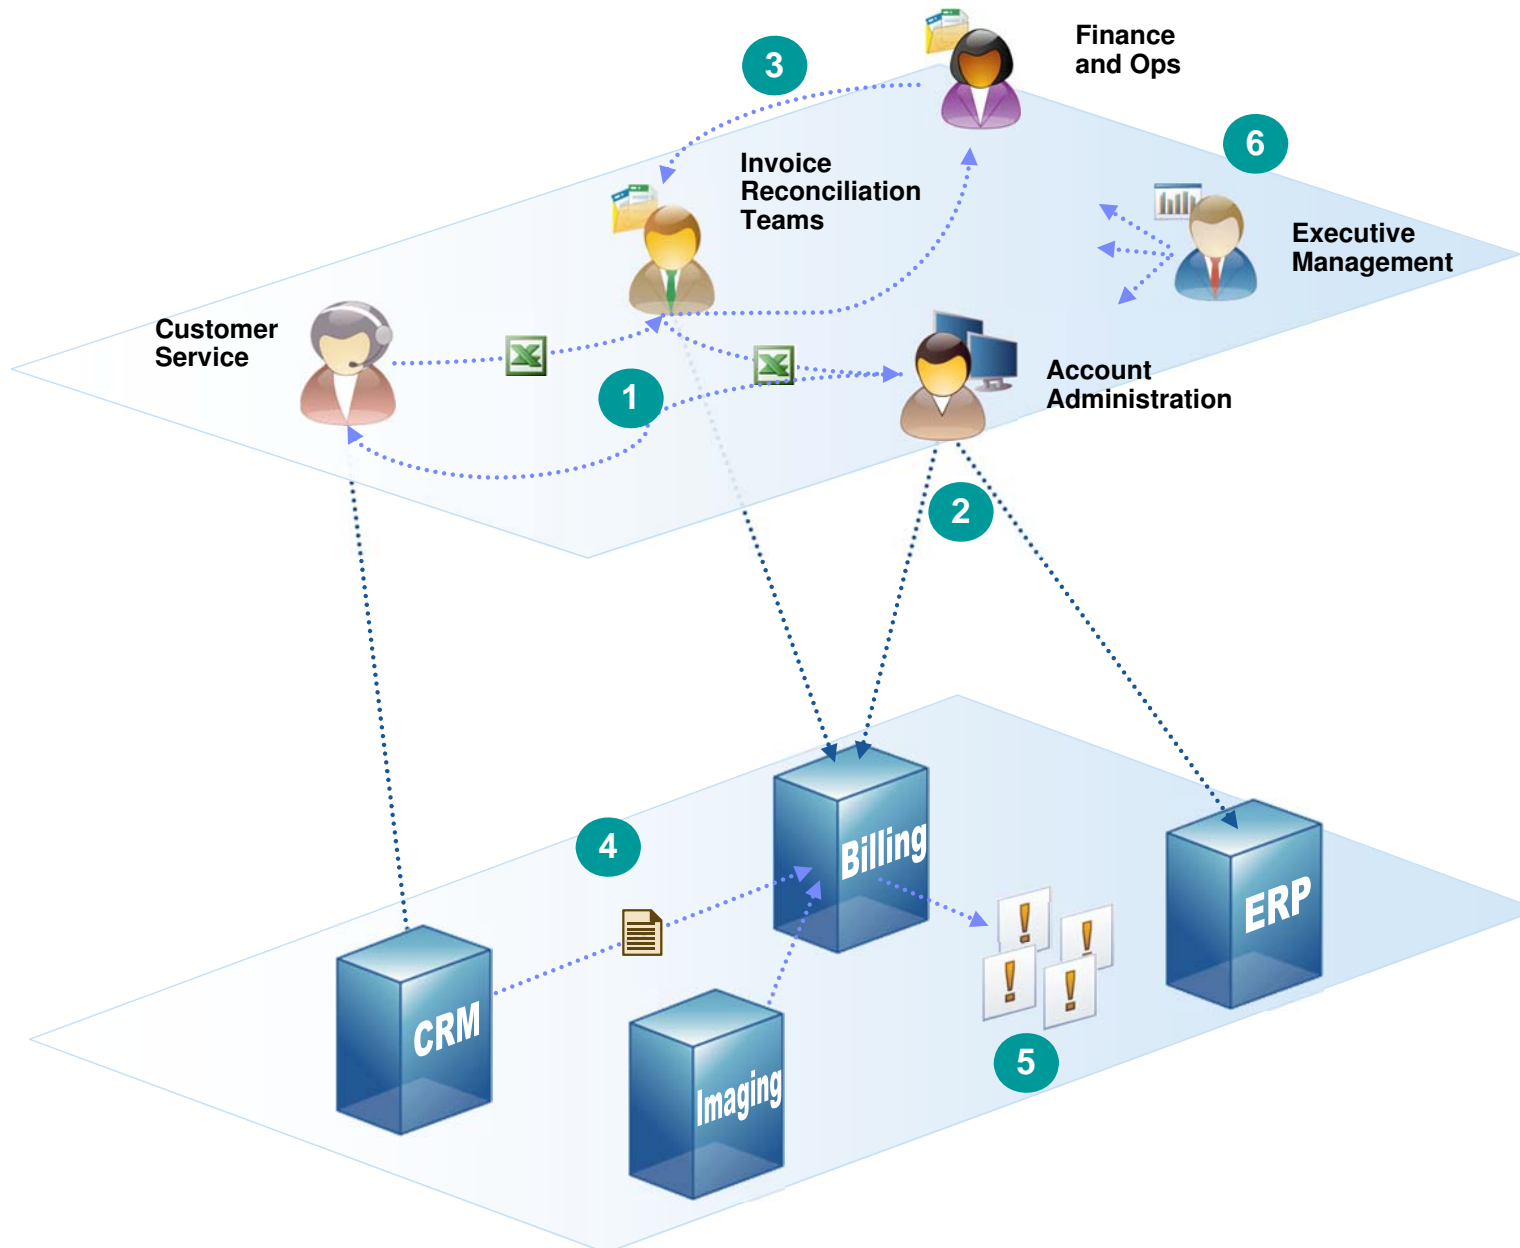 Finance
and Ops
3
6
Invoice
Reconciliation
Teams
Executive
Management
Customer
Service
1
Account
Administration
2
4
Billing
ERP
CRM
Imaging
5